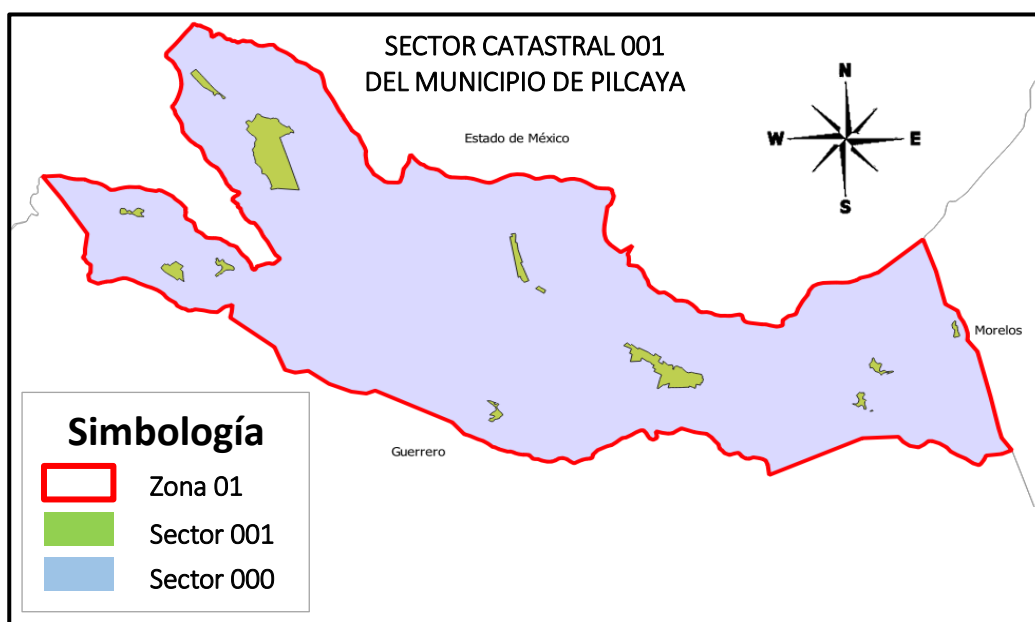 SECTOR CATASTRAL 001
DEL MUNICIPIO DE PILCAYA
N
W
E
S
Estado de México
Morelos
Guerrero
Simbología
Zona 01
Sector 001
Sector 000